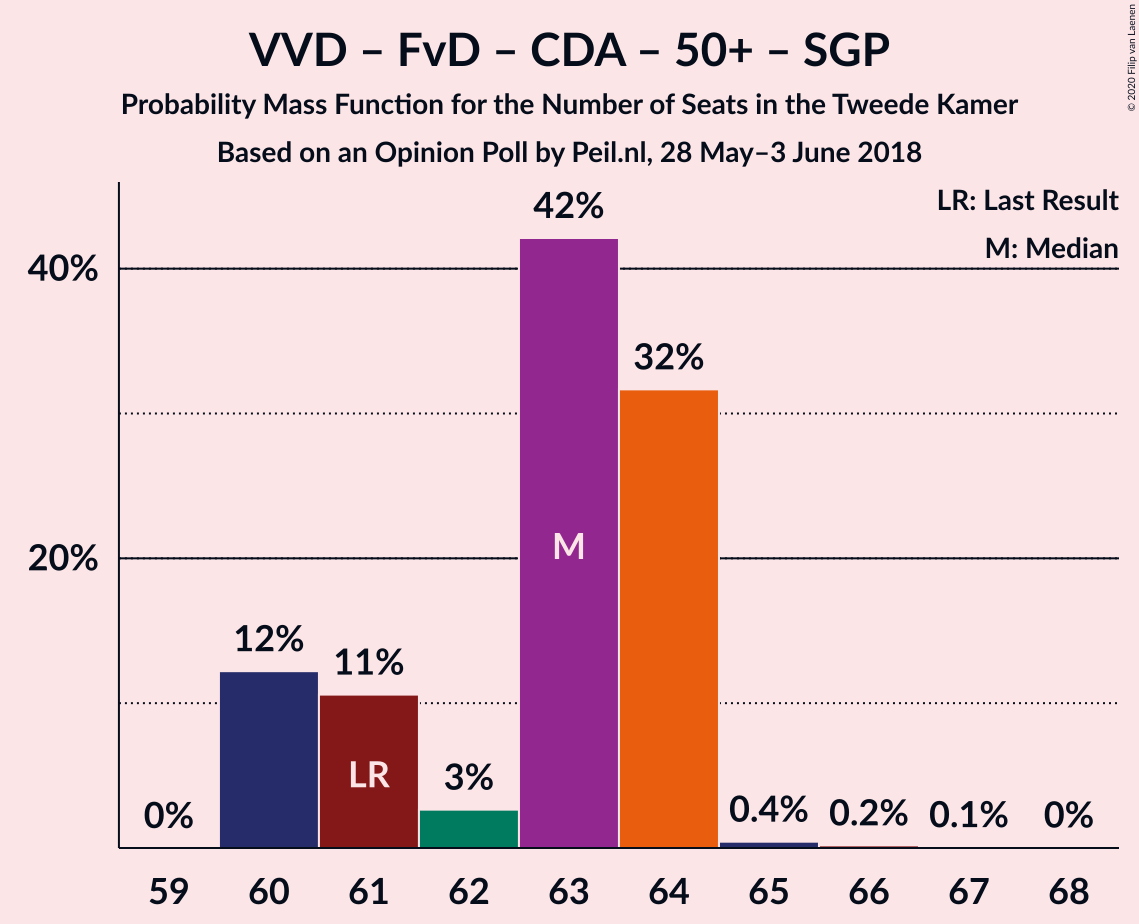 VVD – FvD – CDA – 50+ – SGP
Probability Mass Function for the Number of Seats in the Tweede Kamer
Based on an Opinion Poll by Peil.nl, 28 May–3 June 2018
© 2020 Filip van Laenen
LR: Last Result
M: Median
40%
20%
0%
12%
11%
3%
42%
32%
0.4%
0.2%
0.1%
0%
LR
M
59 60 61 62 63 64 65 66 67 68